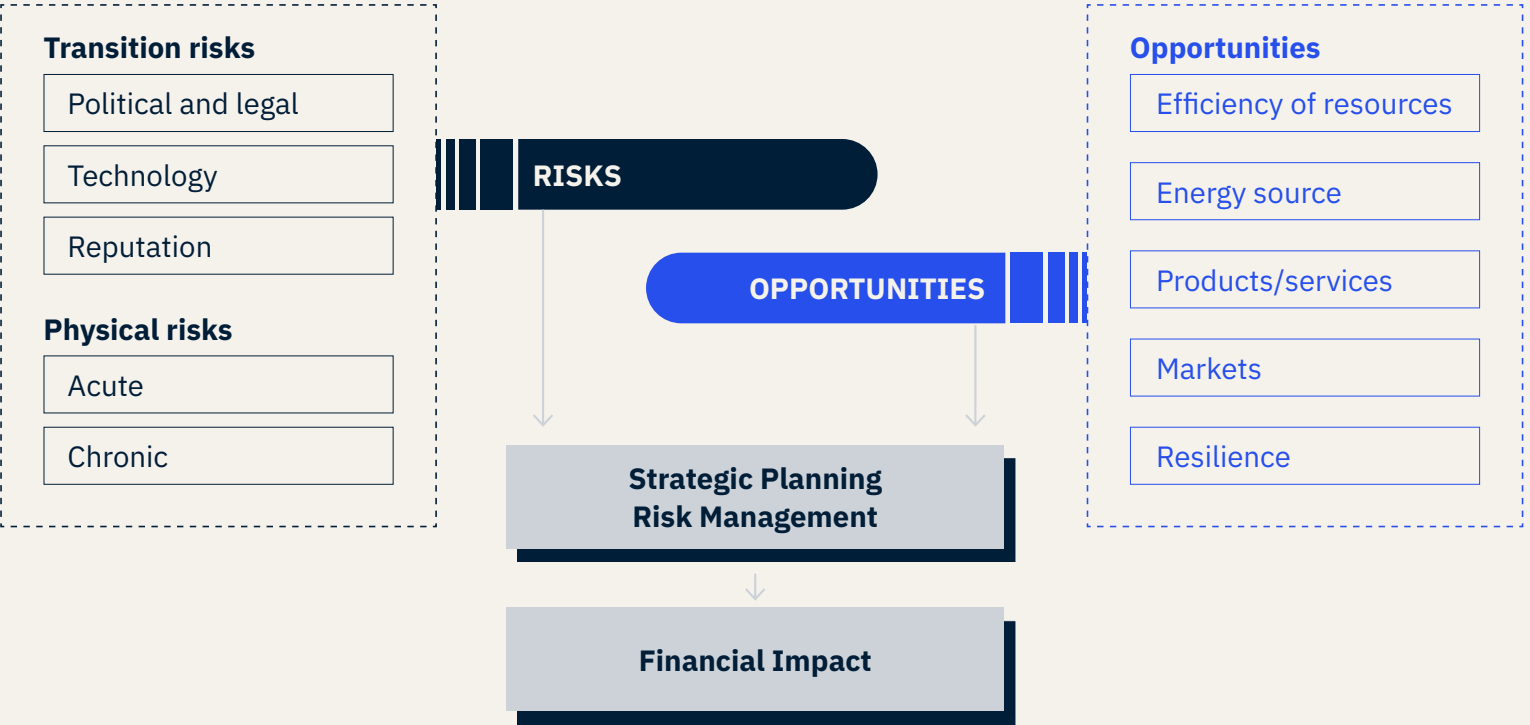 Transition risks
Political and legal
Technology
Reputation
Physical risks
Acute
Chronic
RISKS
OPPORTUNITIES
Strategic Planning
Risk Management
Financial Impact
Opportunities
Efficiency of resources
Energy source
Products/services
Markets
Resilience